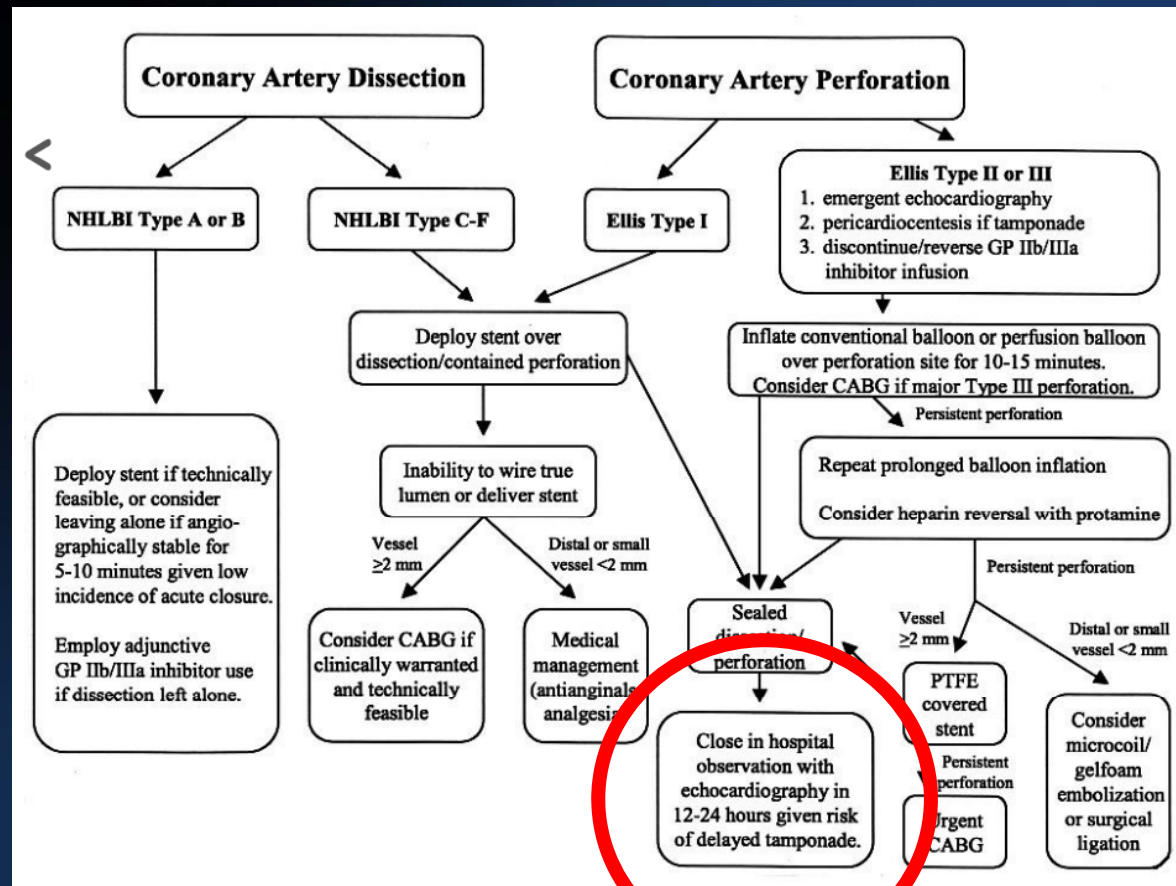 Coronary Artery Dissection
Coronary Artery Perforation
<
NHLBI Type A or B
NHLBI Type C-F
Ellis Type I
Ellis Type II or III
1. emergent echocardiography
2. pericardiocentesis if tamponade
3. discontinue/reverse GP IIb/IIIa
inhibitor infusion
Deploy stent over
dissection/contained perforation
Inflate conventional balloon or perfusion balloon
over perforation site for 10-15 minutes.
Consider CABG if major Type III perforation.
Persistent perforation
Deploy stent if technically
feasible, or consider
leaving alone if angio-
graphically stable for
5-10 minutes given low
incidence of acute closure.
Employ adjunctive
GP IIb/IIIa inhibitor use
if dissection left alone.
Inability to wire true
lumen or deliver stent
Repeat prolonged balloon inflation
Consider heparin reversal with protamine
Vessel
≥2 mm
Distal or small
vessel <2 mm
Persistent perforation
Consider CABG if
clinically warranted
and technically
feasible
Medical
management
(antianginals
analgesia
Sealed
dissection/
perforation
Vessel
≥2 mm
Distal or small
vessel <2 mm
PTFE
covered
stent
Close in hospital
observation with
echocardiography in
12-24 hours given risk
of delayed tamponade.
Persistent
perforation
Urgent
CABG
Consider
microcoil/
gelfoam
embolization
or surgical
ligation